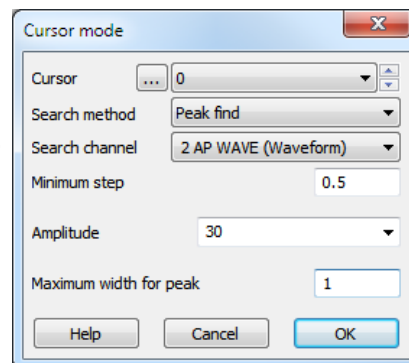 Cursor mode
Cursor ... 0
Search method Peak find
Search channel 2 AP WAVE (Waveform)
Minimum step 0.5
Amplitude 30
Maximum width for peak 1
Help Cancel OK